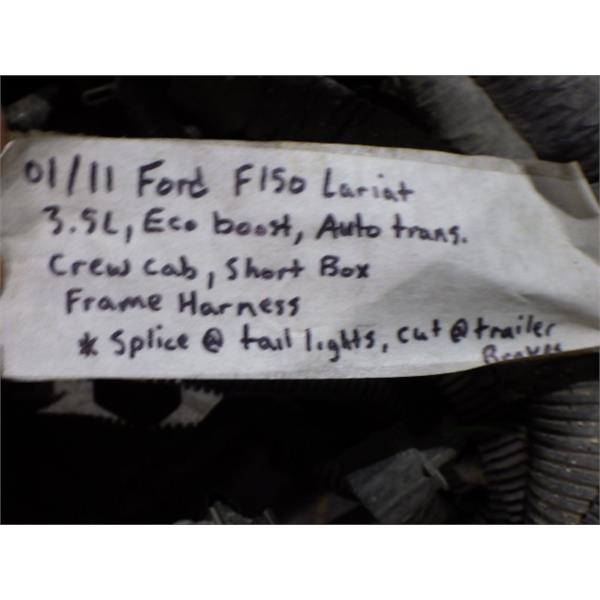 01/11 Ford F150 Lariat
3.5L, Eco boost, Auto trans.
Crew cab, Short Box
Frame Harness
* Splice @ tail lights, cut @ trailer
Brakes